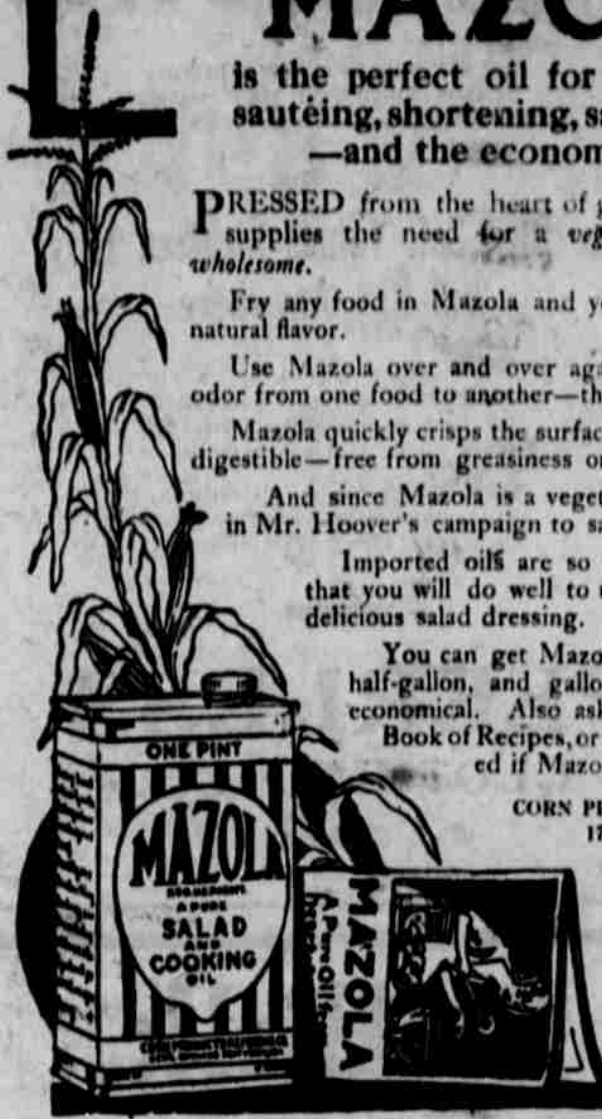 MAZO
is the perfect oil for
sautéing, shortening, s
—and the econom
PRESSED from the heart of g
supplies the need for a veg
wholesome.
Fry any food in Mazola and y
natural flavor.
Use Mazola over and over aga
odor from one food to another—th
Mazola quickly crisps the surfac
digestible—free from greasiness o
And since Mazola is a veget
in Mr. Hoover's campaign to sa
Imported oils are so
that you will do well to
delicious salad dressing.
You can get Mazo
half-gallon, and gallo
economical. Also ask
Book of Recipes, or
ed if Mazo
CORN P
17
ONE PINT
MAZOLA
A PURE
SALAD
AND
COOKING
OIL
MAZOLA
A Pure Oil